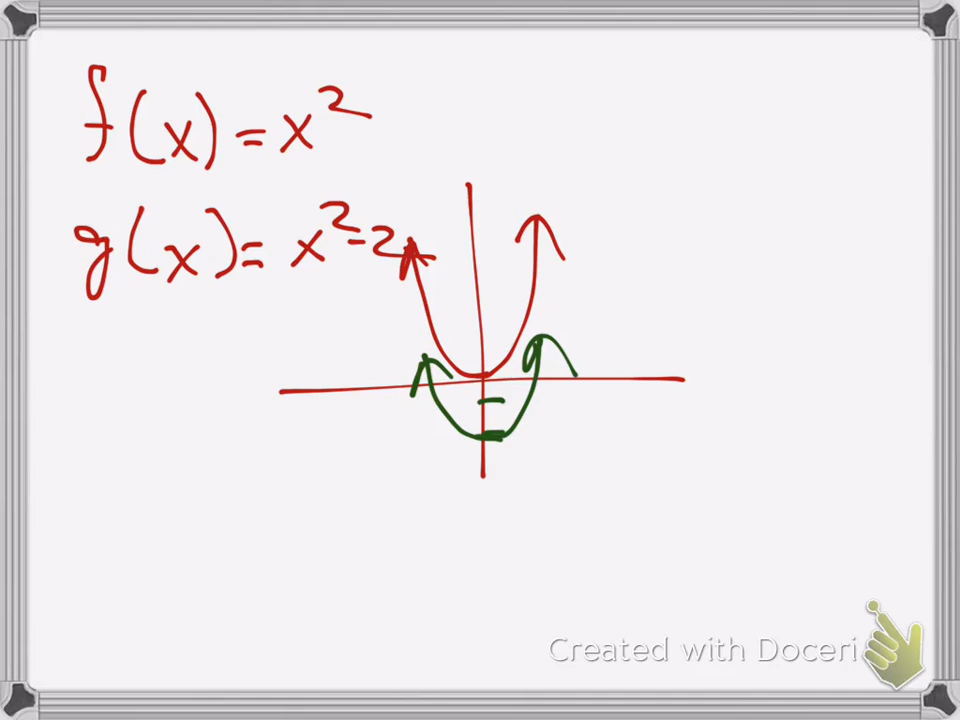 f(x) = x²
g(x) = x² - 2
Created with Doceri